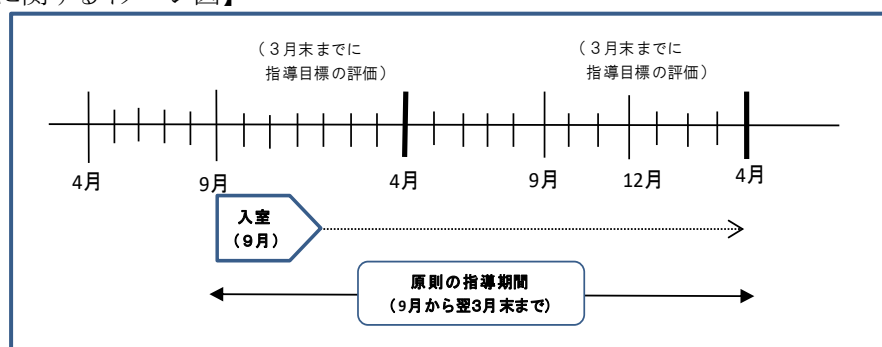 （３月末までに
指導目標の評価）
（３月末までに
指導目標の評価）
4月
9月
4月
9月
12月
4月
入室
（9月）
原則の指導期間
（9月から翌3月末まで）